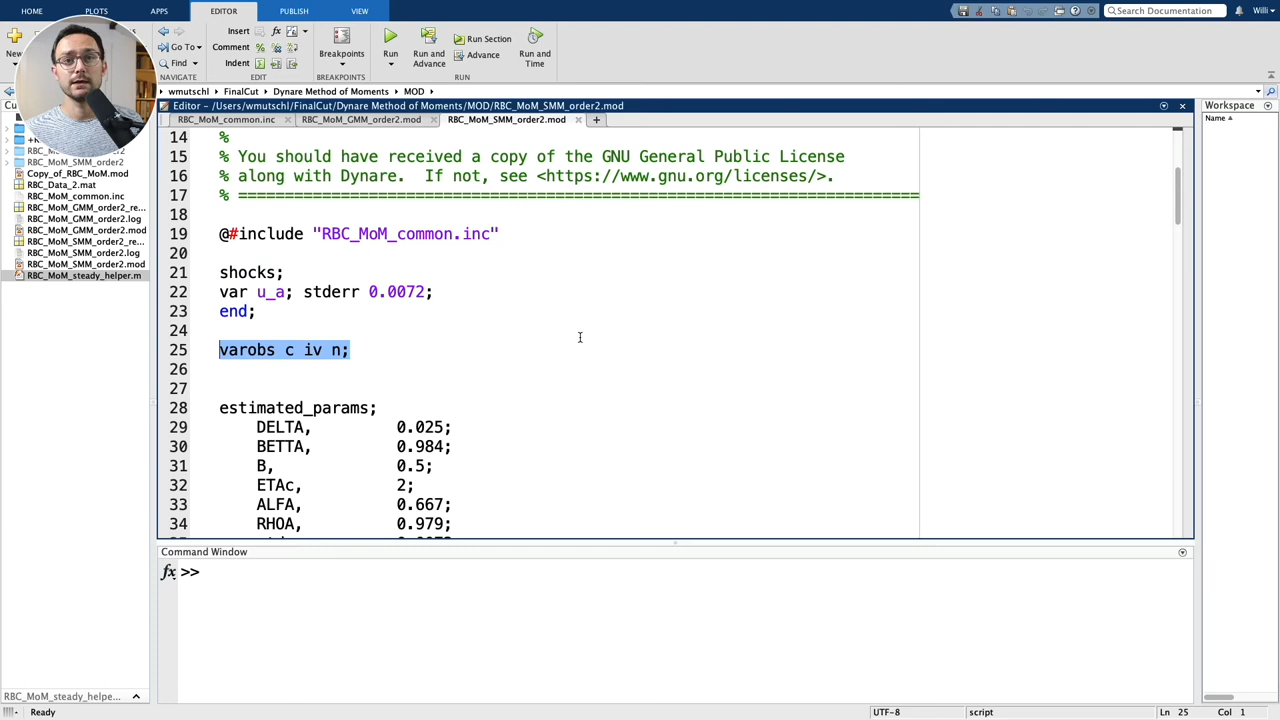 HOME PLOTS APPS EDITOR PUBLISH VIEW Search Documentation Willi
New Go To Find NAVIGATE
Insert fx
Comment %
Indent
EDIT
Breakpoints
BREAKPOINTS
Run Run and Advance Run Section Advance Run and Time
RUN
wmutschl FinalCut Dynare Method of Moments MOD
Editor - /Users/wmutschl/FinalCut/Dynare Method of Moments/MOD/RBC_MoM_SMM_order2.mod
Workspace
RBC_MoM_common.inc RBC_MoM_GMM_order2.mod RBC_MoM_SMM_order2.mod +
Name
RBC_MoM_GMM_order2
RBC_MoM_SMM_order2
Copy_of_RBC_MoM.mod
RBC_Data_2.mat
RBC_MoM_common.inc
RBC_MoM_GMM_order2_re...
RBC_MoM_GMM_order2.log
RBC_MoM_GMM_order2.mod
RBC_MoM_SMM_order2_re...
RBC_MoM_SMM_order2.log
RBC_MoM_SMM_order2.mod
RBC_MoM_steady_helper.m
14 %
15 % You should have received a copy of the GNU General Public License
16 % along with Dynare. If not, see <https://www.gnu.org/licenses/>.
17 % =========================================================================
18
19 @#include "RBC_MoM_common.inc"
20
21 shocks;
22 var u_a; stderr 0.0072;
23 end;
24
25 varobs c iv n;
26
27
28 estimated_params;
29 DELTA, 0.025;
30 BETTA, 0.984;
31 B, 0.5;
32 ETAc, 2;
33 ALFA, 0.667;
34 RHOA, 0.979;
Command Window
fx >>
RBC_MoM_steady_helpe...
Ready UTF-8 script Ln 25 Col 1